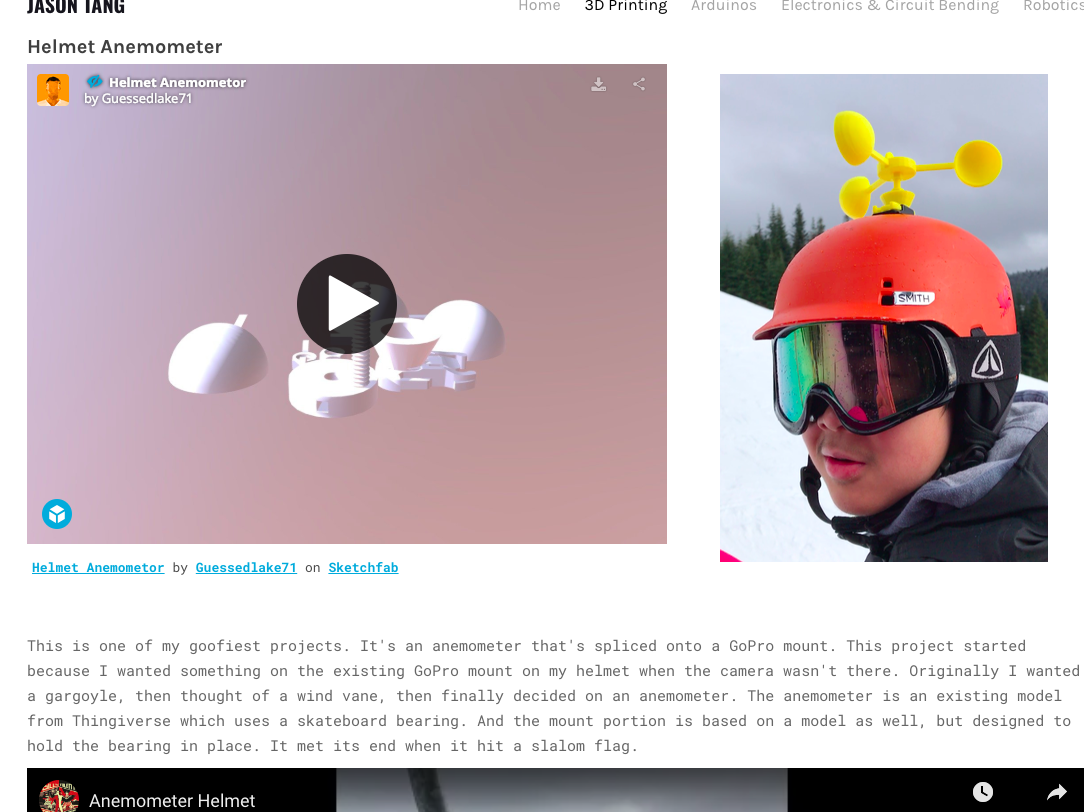 JASON TANG
Home 3D Printing Arduinos Electronics & Circuit Bending Robotics
Helmet Anemometer
Helmet Anemometor
by Guessedlake71
SMITH
Helmet Anemometor by Guessedlake71 on Sketchfab
This is one of my goofiest projects. It's an anemometer that's spliced onto a GoPro mount. This project started
because I wanted something on the existing GoPro mount on my helmet when the camera wasn't there. Originally I wanted
a gargoyle, then thought of a wind vane, then finally decided on an anemometer. The anemometer is an existing model
from Thingiverse which uses a skateboard bearing. And the mount portion is based on a model as well, but designed to
hold the bearing in place. It met its end when it hit a slalom flag.
Anemometer Helmet